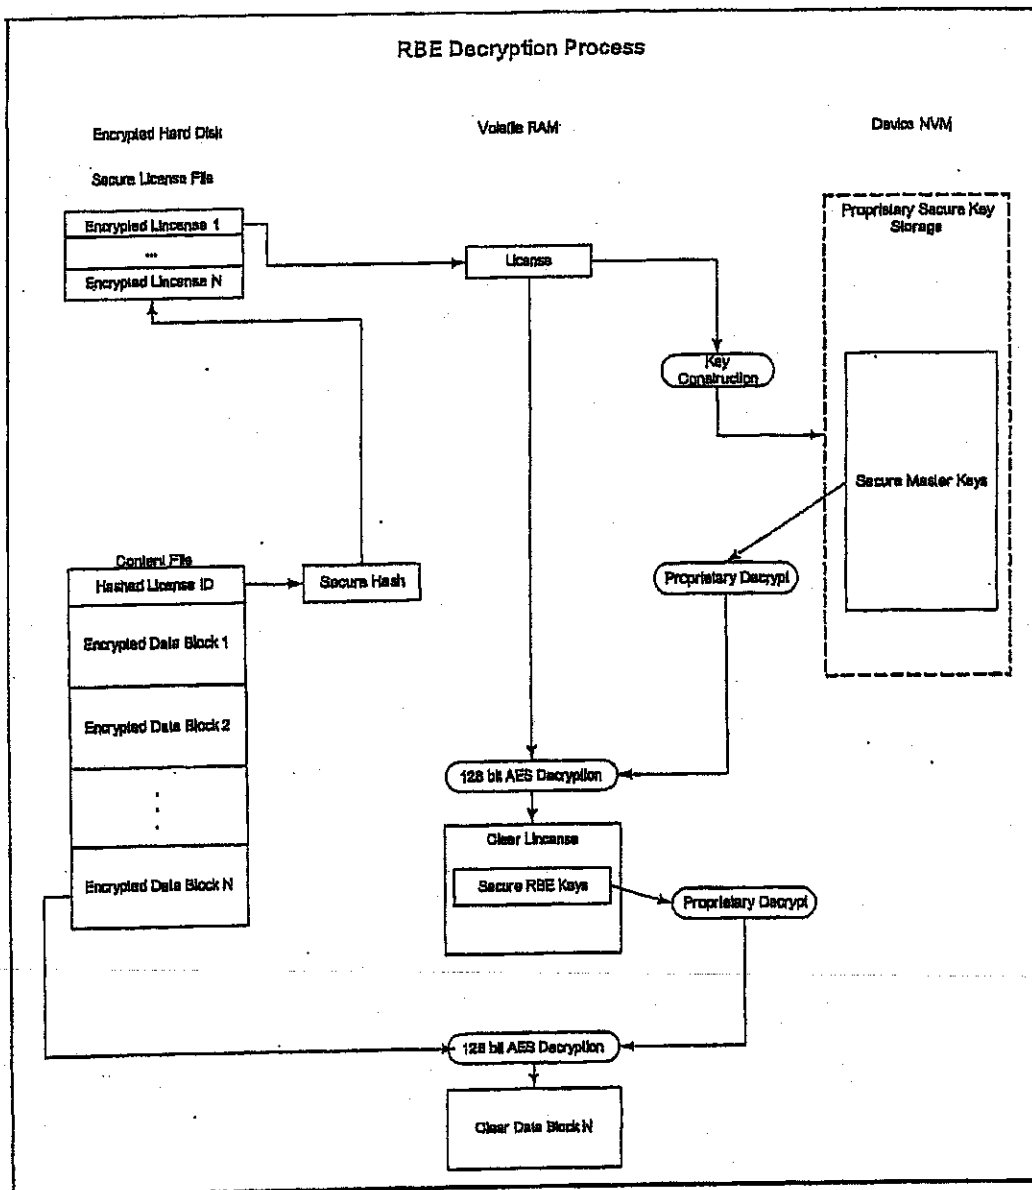 RBE Decryption Process
Encrypted Hard Disk
Volatile RAM
Device NVM
Secure License File
Encrypted Lincense 1
...
Encrypted Lincense N
License
Proprietary Secure Key
Storage
Key
Construction
Secure Master Keys
Content File
Hashed License ID
Secure Hash
Proprietary Decrypt
Encrypted Data Block 1
Encrypted Data Block 2
Encrypted Data Block N
128 bit AES Decryption
Clear Lincense
Secure RBE Keys
Proprietary Decrypt
128 bit AES Decryption
Clear Data Block N